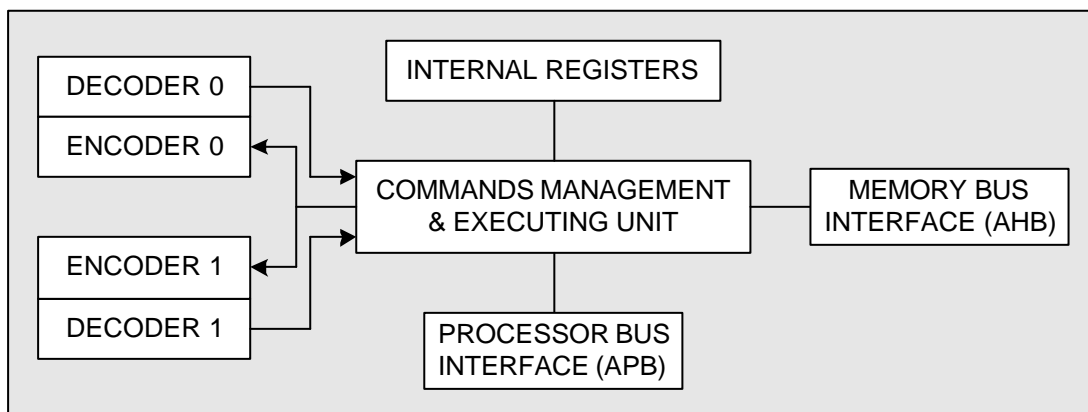 DECODER 0
ENCODER 0
ENCODER 1
DECODER 1
INTERNAL REGISTERS
COMMANDS MANAGEMENT
& EXECUTING UNIT
PROCESSOR BUS
INTERFACE (APB)
MEMORY BUS
INTERFACE (AHB)